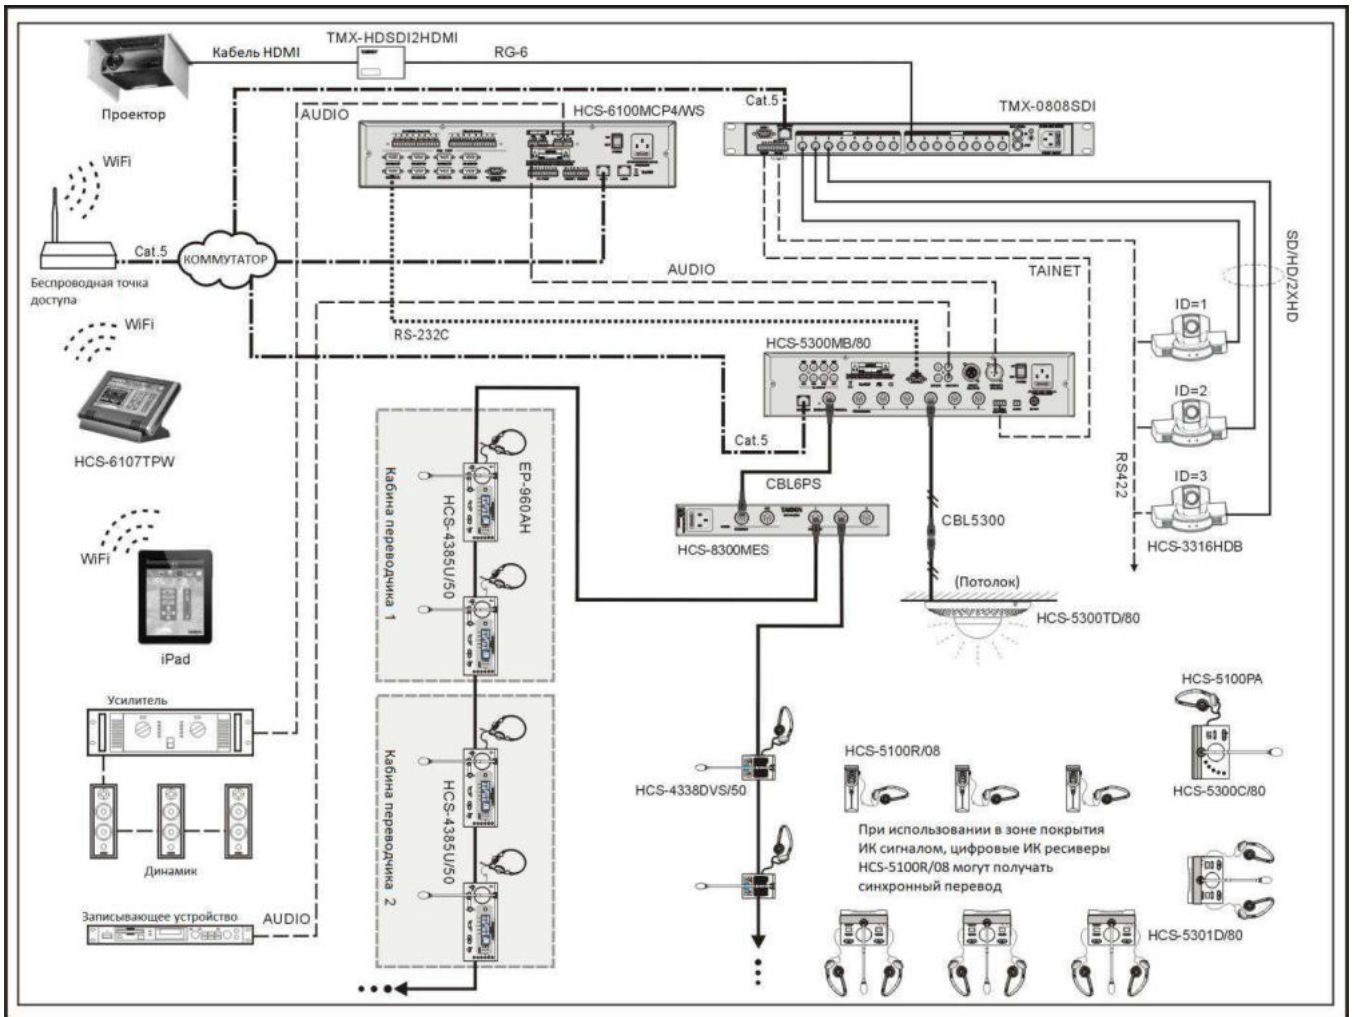 TMX-HDSDI2HDMI
Кабель HDMI
RG-6
Проектор
AUDIO
HCS-6100MCP4/WS
Cat.5
TMX-0808SDI
WiFi
Cat.5
КОММУТАТОР
Беспроводная точка
доступа
AUDIO
TAINET
SD/HD/2XHD
WiFi
RS-232C
ID=1
HCS-5300MB/80
HCS-6107TPW
ID=2
Cat.5
RS422
EP-960AH
Кабина переводчика 1
HCS-4385U/50
CBL6PS
ID=3
HCS-8300MES
CBL5300
HCS-3316HDB
WiFi
(Потолок)
HCS-5300TD/80
iPad
HCS-5100PA
Усилитель
HCS-5100R/08
Кабина переводчика 2
HCS-4385U/50
HCS-4338DVS/50
HCS-5300C/80
При использовании в зоне покрытия
ИК сигналом, цифровые ИК ресиверы
HCS-5100R/08 могут получать
синхронный перевод
Динамик
Записывающее устройство
AUDIO
HCS-5301D/80